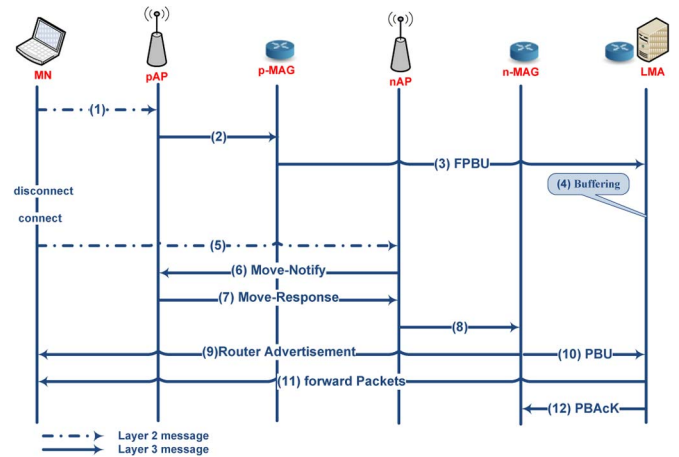 MN
pAP
p-MAG
nAP
n-MAG
LMA
(1)
(2)
(3) FPBU
(4) Buffering
disconnect
connect
(5)
(6) Move-Notify
(7) Move-Response
(8)
(9)Router Advertisement
(10) PBU
(11) forward Packets
(12) PBAcK
Layer 2 message
Layer 3 message